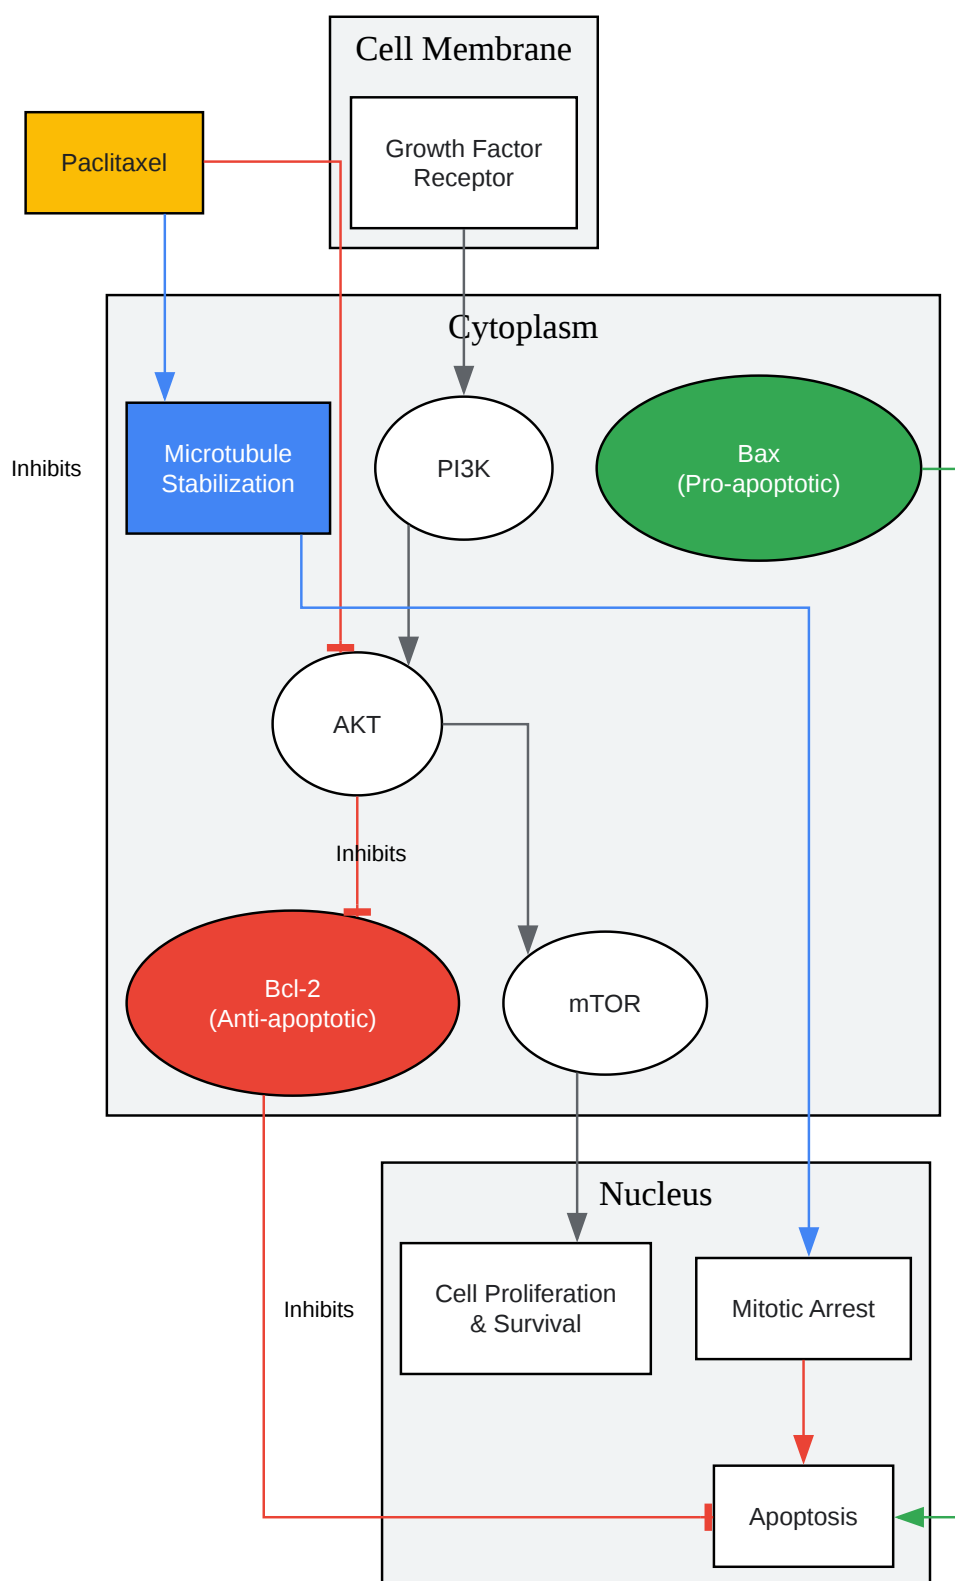 Cell Membrane
Growth Factor
Receptor
Paclitaxel
Cytoplasm
Microtubule
Stabilization
Inhibits
PI3K
Bax
(Pro-apoptotic)
AKT
Inhibits
Bcl-2
(Anti-apoptotic)
mTOR
Nucleus
Cell Proliferation
& Survival
Inhibits
Mitotic Arrest
Apoptosis